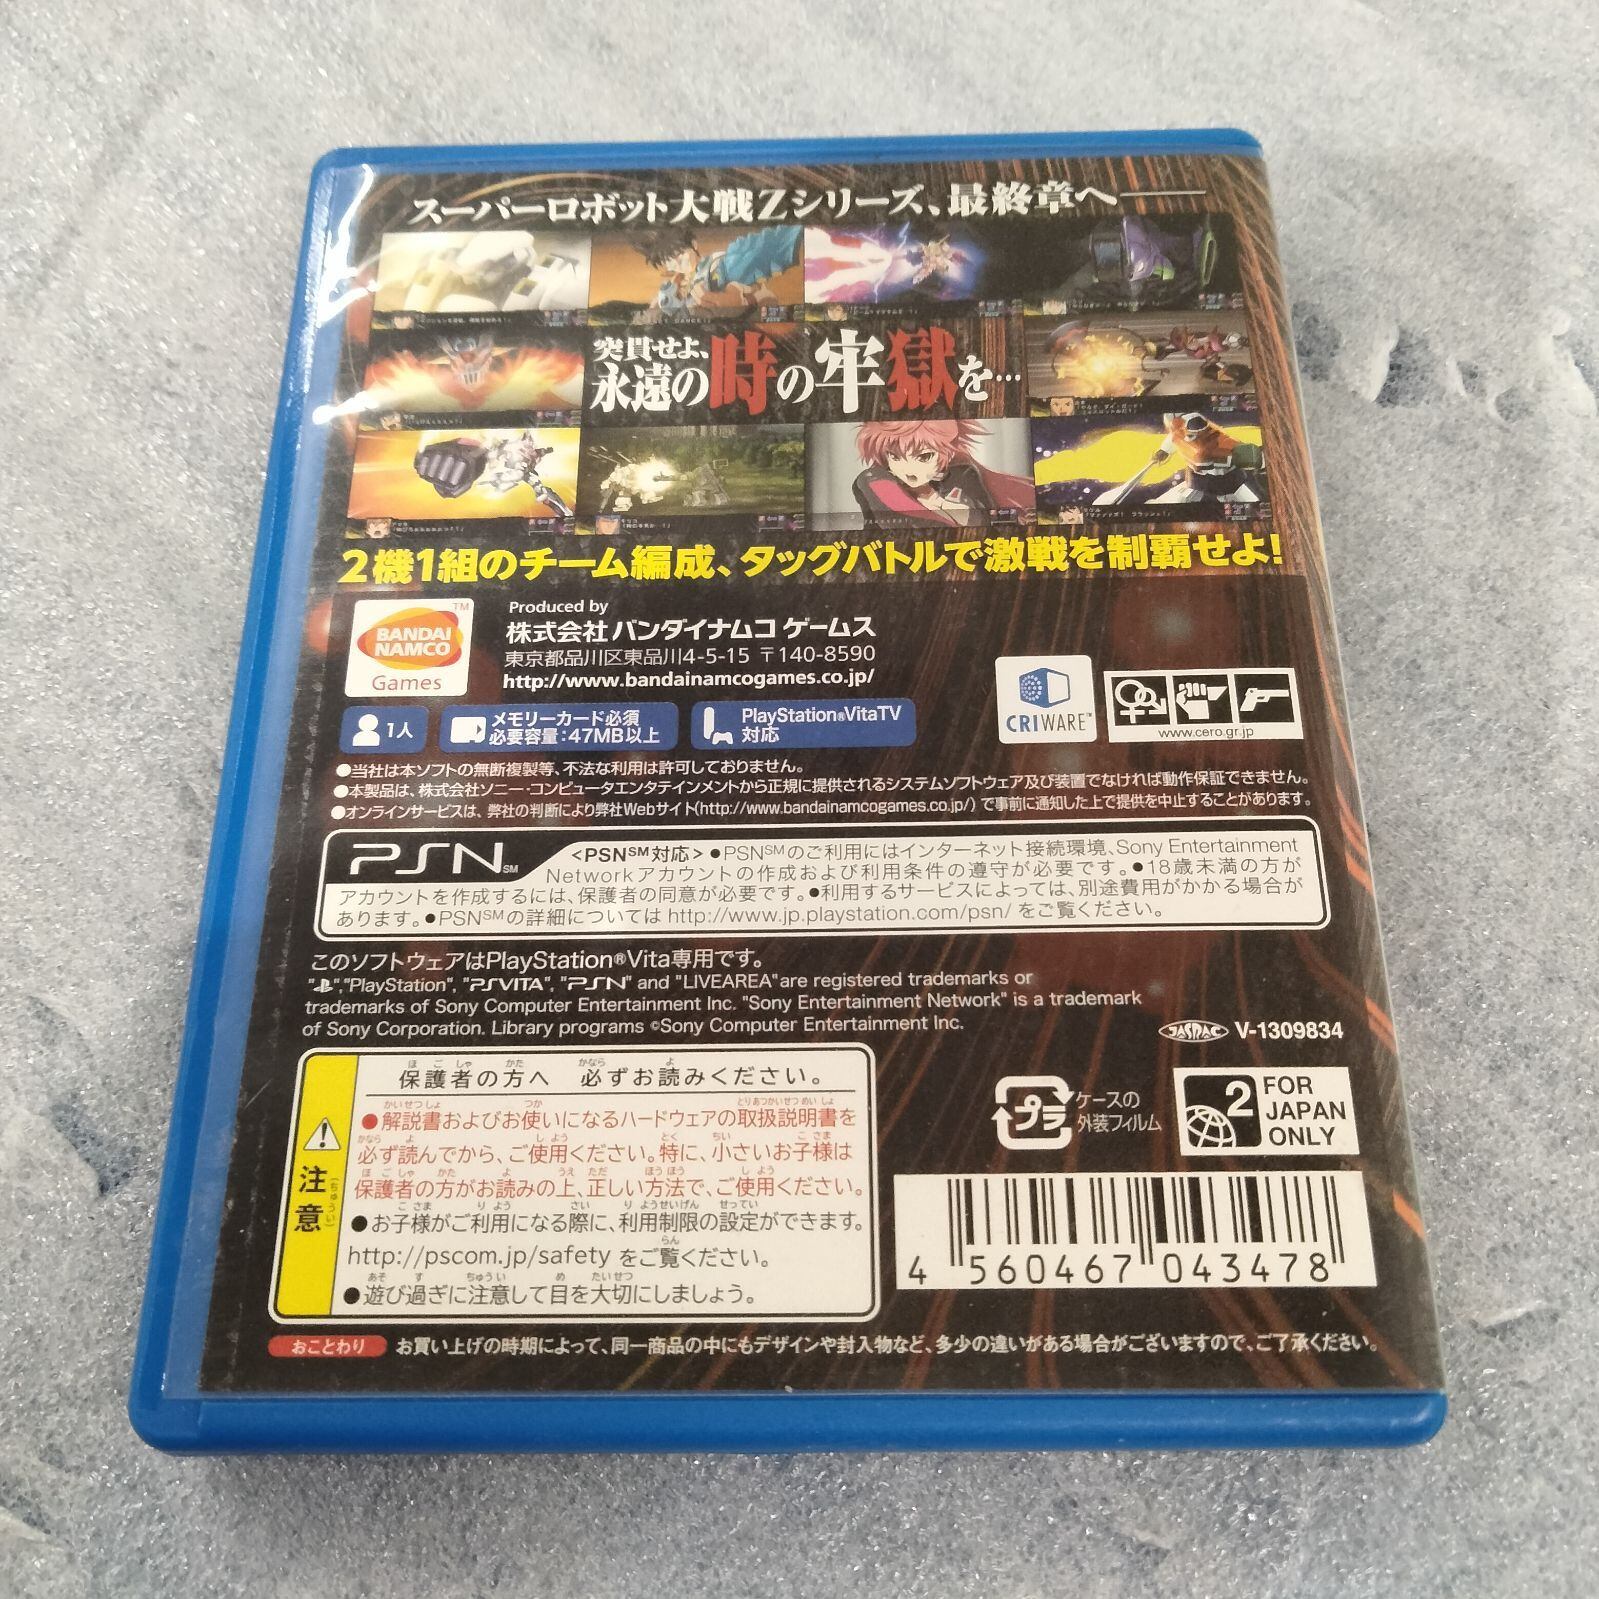 スーパーロボット大戦Zシリーズ、最終章へ――
突貫せよ、
永遠の時の牢獄を…
2機1組のチーム編成、タッグバトルで激戦を制覇せよ!
BANDAI
NAMCO
Games
TM
Produced by
株式会社 バンダイナムコ ゲームス
東京都品川区東品川4-5-15 〒140-8590
http://www.bandainamcogames.co.jp/
1人
メモリーカード必須
必要容量:47MB以上
PlayStation®VitaTV
対応
CRIWARE™
www.cero.gr.jp
●当社は本ソフトの無断複製等、不法な利用は許可しておりません。
●本製品は、株式会社ソニー・コンピュータエンタテインメントから正規に提供されるシステムソフトウェア及び装置でなければ動作保証できません。
●オンラインサービスは、弊社の判断により弊社Webサイト(http://www.bandainamcogames.co.jp/)で事前に通知した上で提供を中止することがあります。
PSN SM
<PSN℠対応> ●PSN℠のご利用にはインターネット接続環境、Sony Entertainment
Networkアカウントの作成および利用条件の遵守が必要です。●18歳未満の方が
アカウントを作成するには、保護者の同意が必要です。●利用するサービスによっては、別途費用がかかる場合が
あります。●PSN℠の詳細については http://www.jp.playstation.com/psn/ をご覧ください。
このソフトウェアはPlayStation®Vita専用です。
"","PlayStation", "PSVITA", "PSN" and "LIVEAREA"are registered trademarks or
trademarks of Sony Computer Entertainment Inc. "Sony Entertainment Network" is a trademark
of Sony Corporation. Library programs ©Sony Computer Entertainment Inc.
JASRAC V-1309834
保護者の方へ 必ずお読みください。
●解説書およびお使いになるハードウェアの取扱説明書を
必ず読んでから、ご使用ください。特に、小さいお子様は
保護者の方がお読みの上、正しい方法で、ご使用ください。
●お子様がご利用になる際に、利用制限の設定ができます。
http://pscom.jp/safety をご覧ください。
●遊び過ぎに注意して目を大切にしましょう。
注意
(ちゅうい)
プラ
ケースの
外装フィルム
2
FOR
JAPAN
ONLY
4 560467 043478
おことわり お買い上げの時期によって、同一商品の中にもデザインや封入物など、多少の違いがある場合がございますので、ご了承ください。